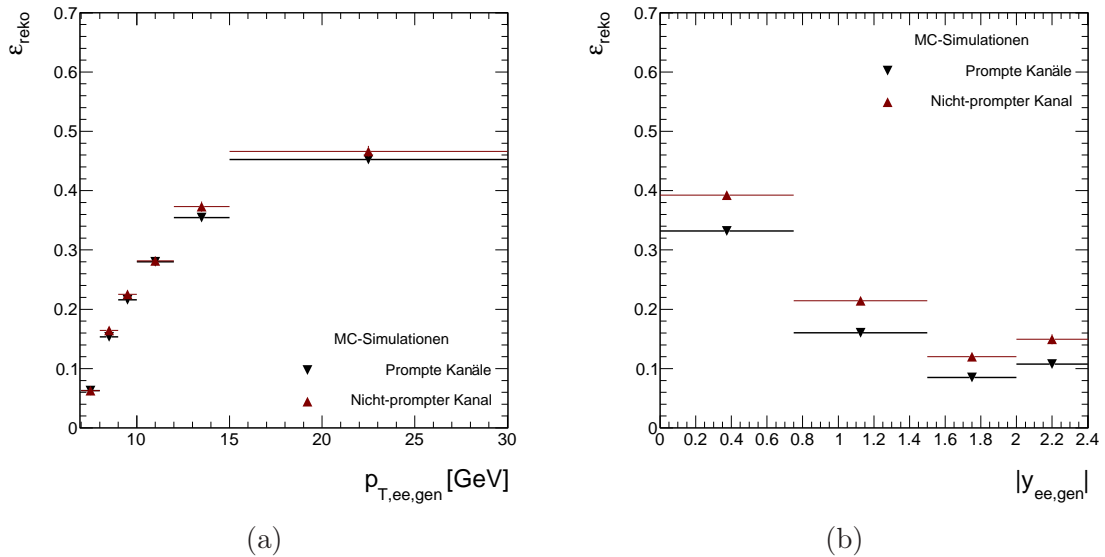 ε_reko
0.7
0.6
0.5
0.4
0.3
0.2
0.1
0
MC-Simulationen
Prompte Kanäle
Nicht-prompter Kanal
10 15 20 25 30
p_T,ee,gen [GeV]
(a)
ε_reko
0.7
0.6
0.5
0.4
0.3
0.2
0.1
0
MC-Simulationen
Prompte Kanäle
Nicht-prompter Kanal
0 0.2 0.4 0.6 0.8 1 1.2 1.4 1.6 1.8 2 2.2 2.4
|y_ee,gen|
(b)